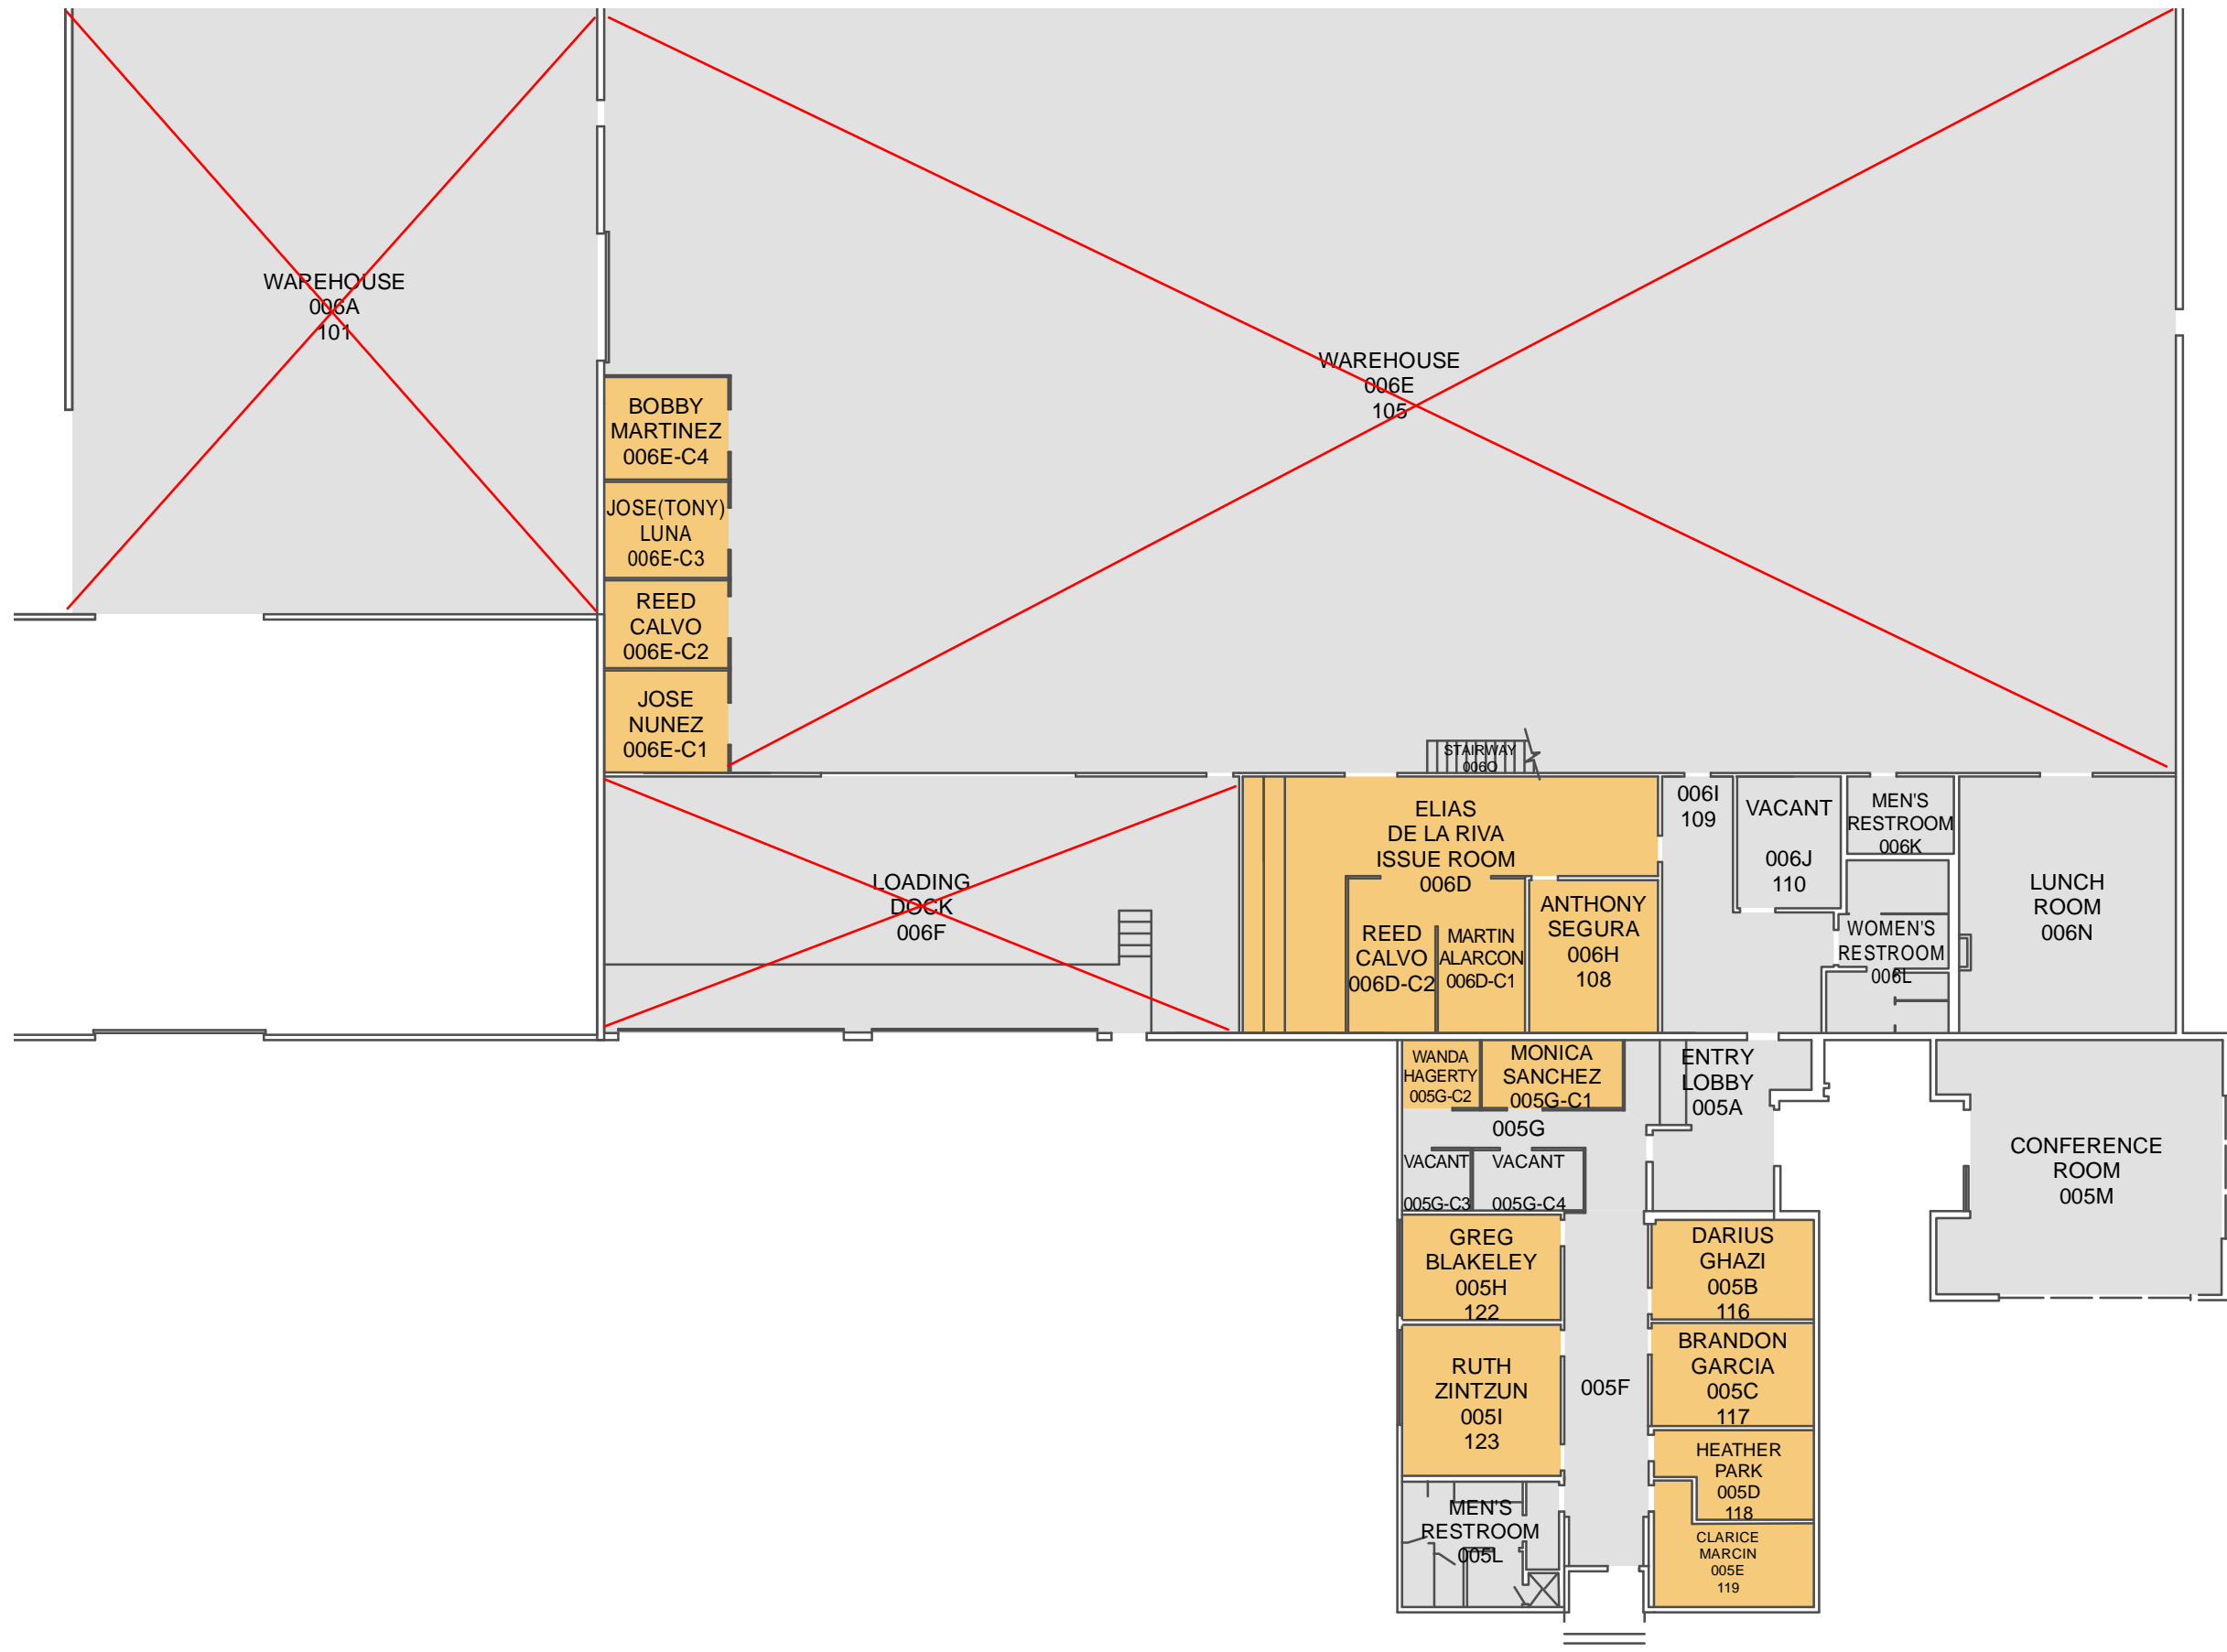 WAREHOUSE
006A
101
WAREHOUSE
006E
105
BOBBY
MARTINEZ
006E-C4
JOSE(TONY)
LUNA
006E-C3
REED
CALVO
006E-C2
JOSE
NUNEZ
006E-C1
STAIRWAY
006O
LOADING
DOCK
006F
ELIAS
DE LA RIVA
ISSUE ROOM
006D
REED
CALVO
006D-C2
MARTIN
ALARCON
006D-C1
ANTHONY
SEGURA
006H
108
006I
109
VACANT
006J
110
MEN'S
RESTROOM
006K
WOMEN'S
RESTROOM
006L
LUNCH
ROOM
006N
WANDA
HAGERTY
005G-C2
MONICA
SANCHEZ
005G-C1
005G
ENTRY
LOBBY
005A
VACANT
005G-C3
VACANT
005G-C4
CONFERENCE
ROOM
005M
GREG
BLAKELEY
005H
122
DARIUS
GHAZI
005B
116
RUTH
ZINTZUN
005I
123
005F
BRANDON
GARCIA
005C
117
HEATHER
PARK
005D
118
MEN'S
RESTROOM
005L
CLARICE
MARCIN
005E
119